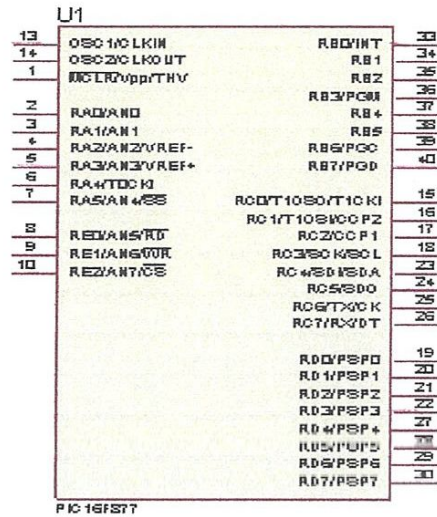 U1
13 OSC1/CLKIN
14 OSC2/CLKOUT
1 MCLR/Vpp/THV
2 RA0/AN0
3 RA1/AN1
4 RA2/AN2/VREF-
5 RA3/AN3/VREF+
6 RA4/T0CKI
7 RA5/AN4/SS
8 RE0/AN5/RD
9 RE1/AN6/WR
10 RE2/AN7/CS
RB0/INT 33
RB1 34
RB2 35
RB3/PGM 36
RB4 37
RB5 38
RB6/PGC 39
RB7/PGD 40
RC0/T1OSO/T1CKI 15
RC1/T1OSI/CCP2 16
RC2/CCP1 17
RC3/SCK/SCL 18
RC4/SDI/SDA 23
RC5/SDO 24
RC6/TX/CK 25
RC7/RX/DT 26
RD0/PSP0 19
RD1/PSP1 20
RD2/PSP2 21
RD3/PSP3 22
RD4/PSP4 27
RD5/PSP5
RD6/PSP6 29
RD7/PSP7 30
PIC16F877